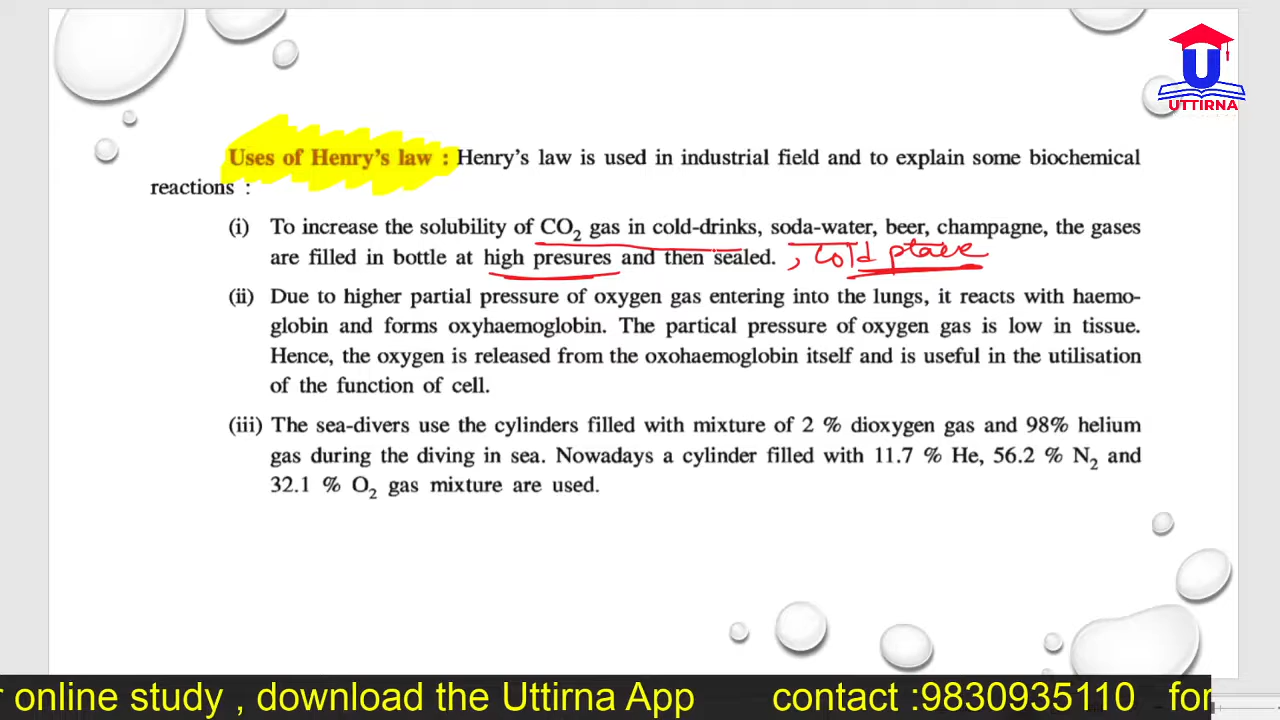 UTTIRNA
Uses of Henry's law : Henry's law is used in industrial field and to explain some biochemical
reactions :
(i) To increase the solubility of CO₂ gas in cold-drinks, soda-water, beer, champagne, the gases
are filled in bottle at high presures and then sealed. , cold place
(ii) Due to higher partial pressure of oxygen gas entering into the lungs, it reacts with haemo-
globin and forms oxyhaemoglobin. The partical pressure of oxygen gas is low in tissue.
Hence, the oxygen is released from the oxohaemoglobin itself and is useful in the utilisation
of the function of cell.
(iii) The sea-divers use the cylinders filled with mixture of 2 % dioxygen gas and 98% helium
gas during the diving in sea. Nowadays a cylinder filled with 11.7 % He, 56.2 % N₂ and
32.1 % O₂ gas mixture are used.
r online study , download the Uttirna App contact :9830935110 for